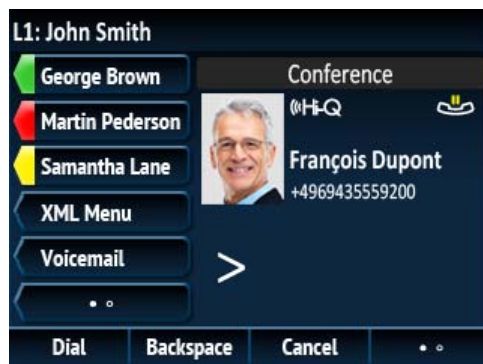 L1: John Smith
George Brown
Martin Pederson
Samantha Lane
XML Menu
Voicemail
Conference
Hi-Q
François Dupont
+4969435559200
>
Dial Backspace Cancel